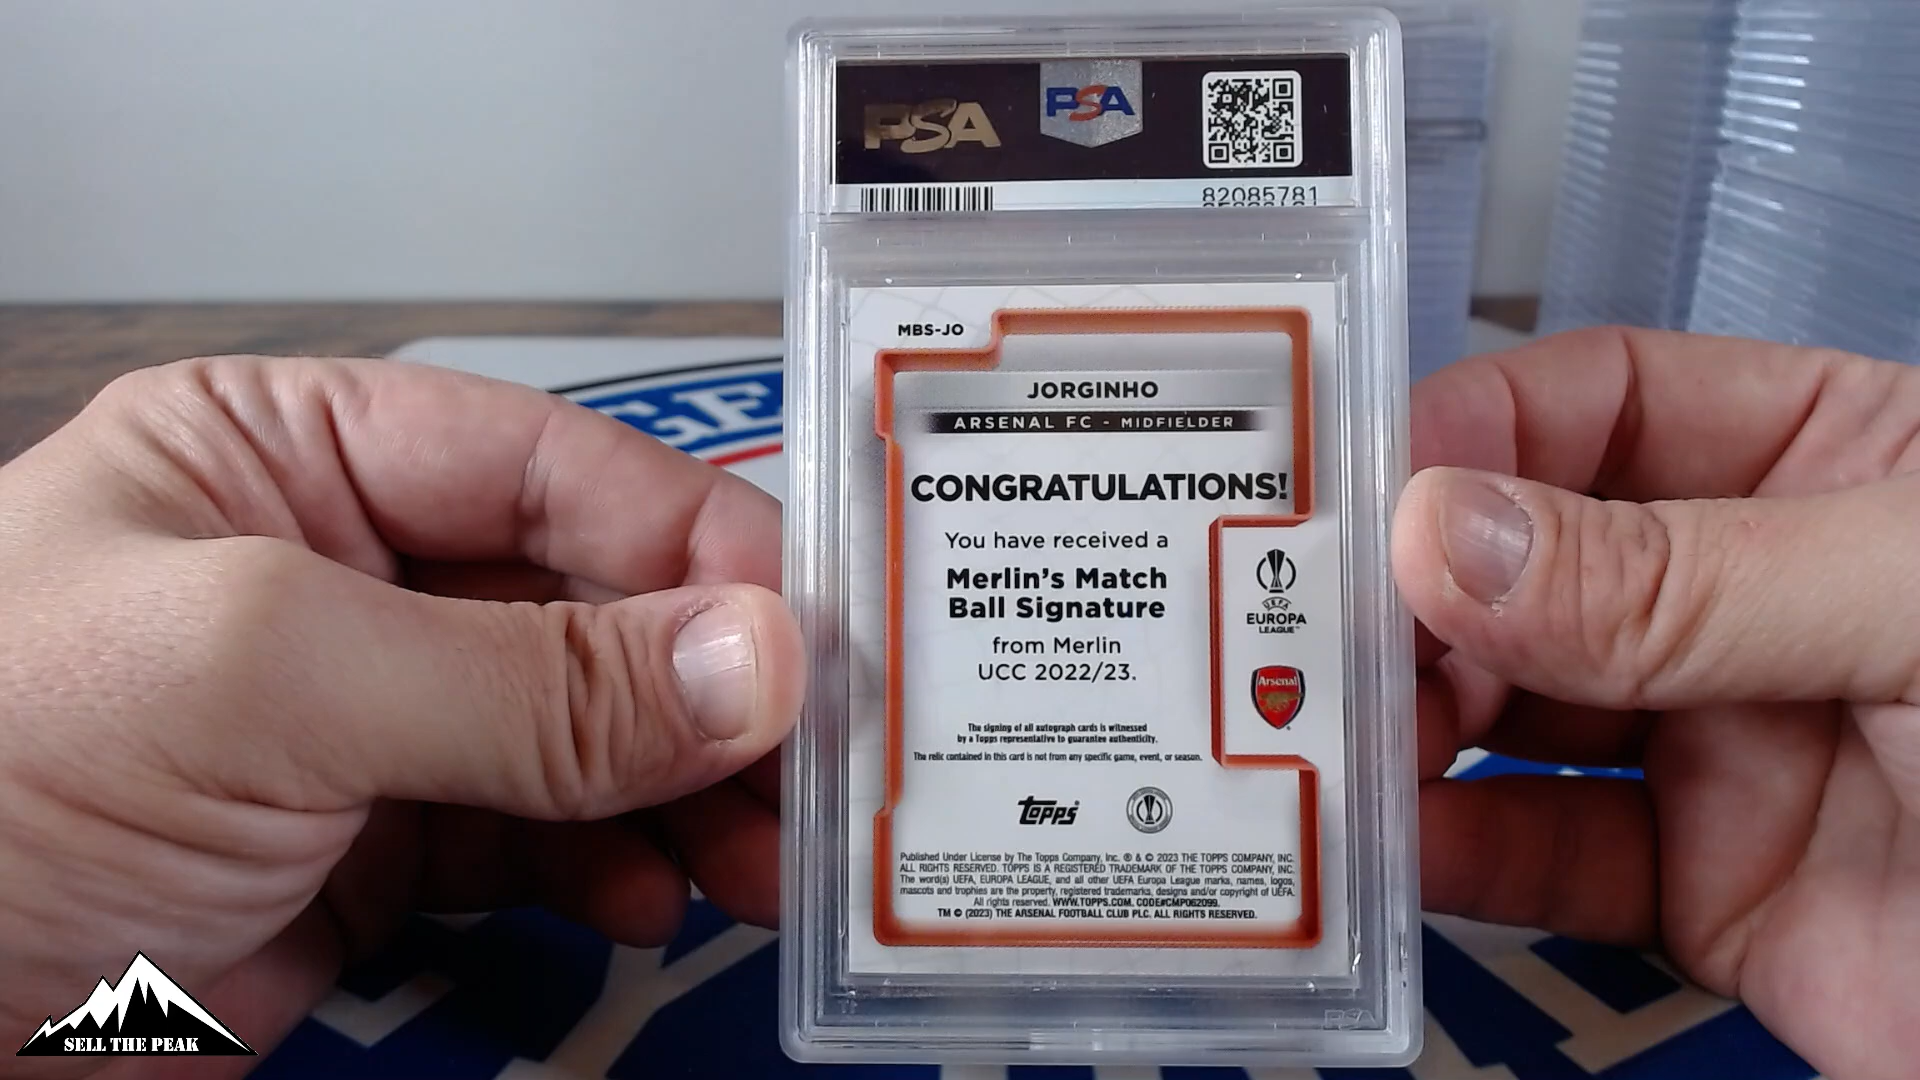 PSA
PSA
82085781
MBS-JO
JORGINHO
ARSENAL FC - MIDFIELDER
CONGRATULATIONS!
You have received a
Merlin's Match
Ball Signature
from Merlin
UCC 2022/23.
UEFA
EUROPA
LEAGUE™
Arsenal
The signing of all autograph cards is witnessed
by a Topps representative to guarantee authenticity.
The relic contained in this card is not from any specific game, event, or season.
Topps®
Published Under License by The Topps Company, Inc. ® & © 2023 THE TOPPS COMPANY, INC.
ALL RIGHTS RESERVED. TOPPS IS A REGISTERED TRADEMARK OF THE TOPPS COMPANY, INC.
The word(s) UEFA, EUROPA LEAGUE, and all other UEFA Europa League marks, names, logos,
mascots and trophies are the property, registered trademarks, designs and/or copyright of UEFA.
All rights reserved. WWW.TOPPS.COM. CODE#CMP062099.
TM © (2023) THE ARSENAL FOOTBALL CLUB PLC. ALL RIGHTS RESERVED.
PSA
SELL THE PEAK